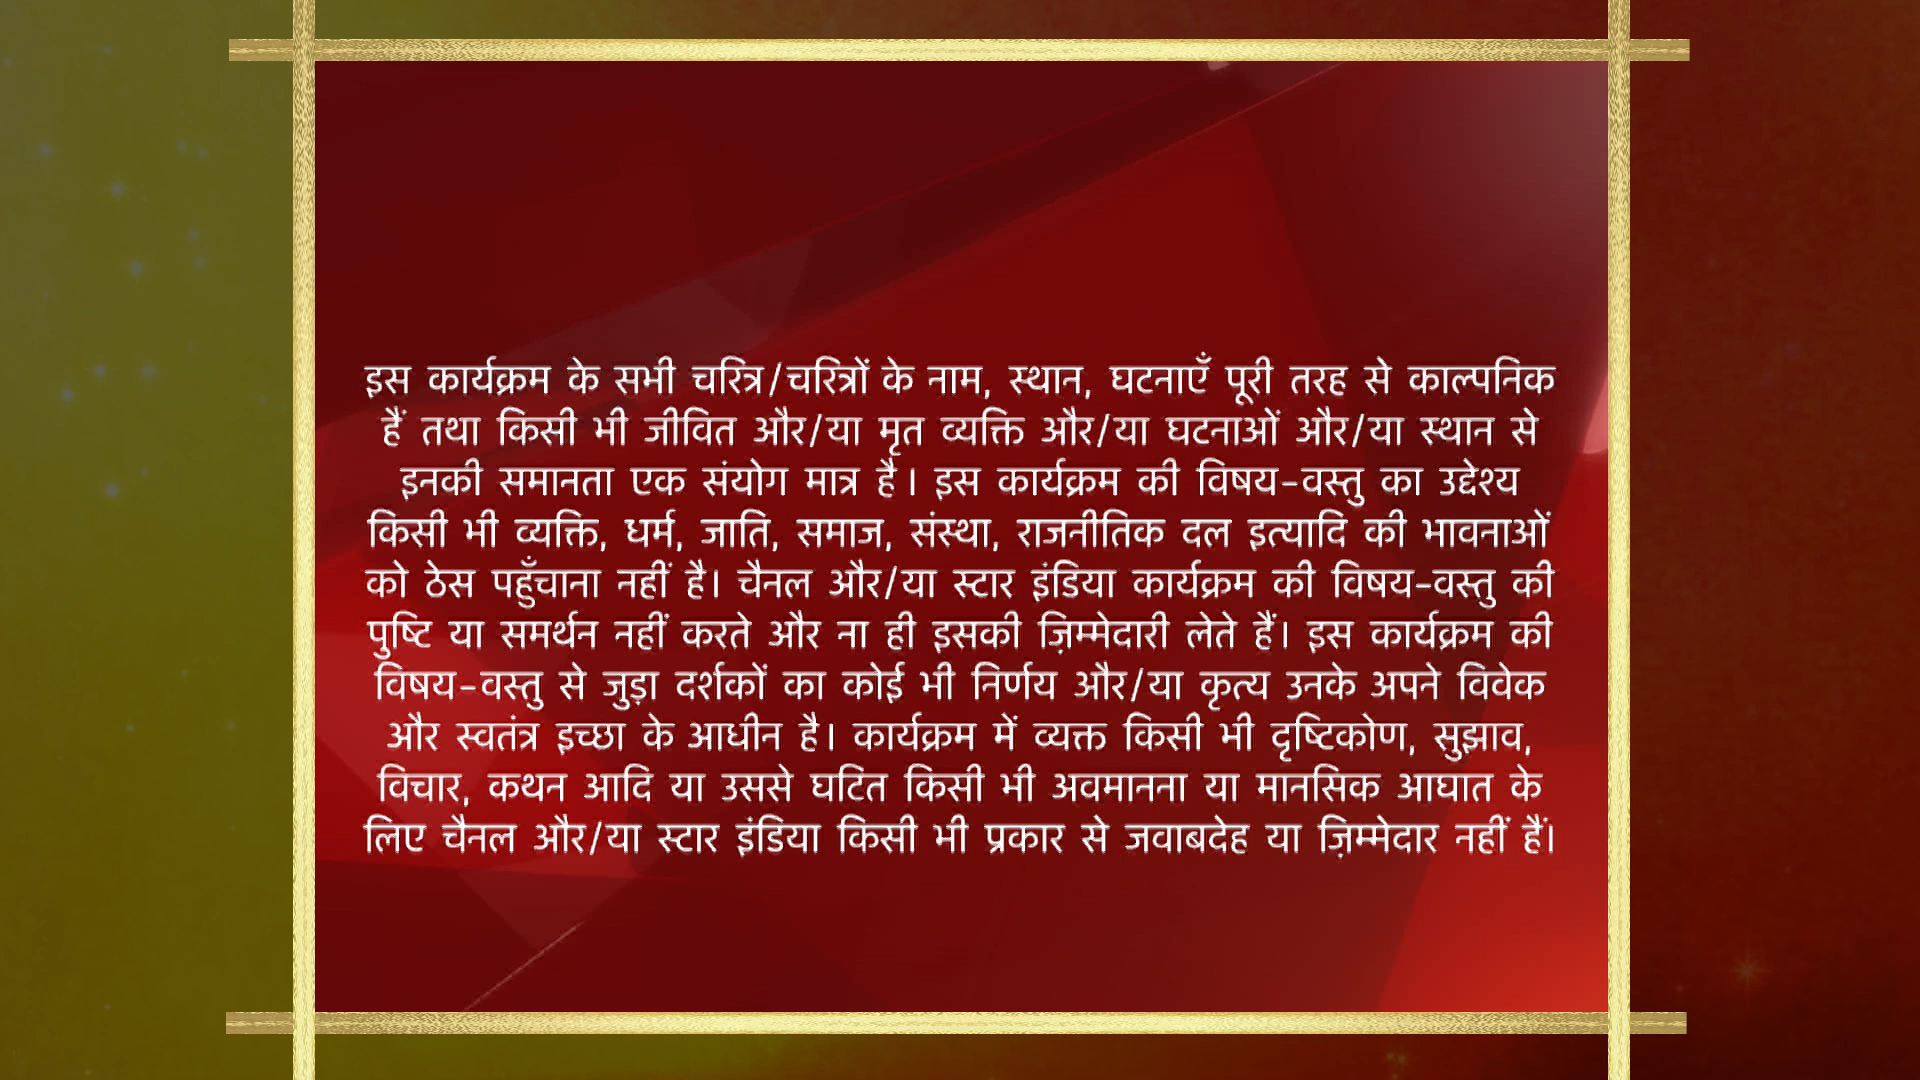 इस कार्यक्रम के सभी चरित्र/चरित्रों के नाम, स्थान, घटनाएँ पूरी तरह से काल्पनिक
हैं तथा किसी भी जीवित और/या मृत व्यक्ति और/या घटनाओं और/या स्थान से
इनकी समानता एक संयोग मात्र है। इस कार्यक्रम की विषय-वस्तु का उद्देश्य
किसी भी व्यक्ति, धर्म, जाति, समाज, संस्था, राजनीतिक दल इत्यादि की भावनाओं
को ठेस पहुँचाना नहीं है। चैनल और/या स्टार इंडिया कार्यक्रम की विषय-वस्तु की
पुष्टि या समर्थन नहीं करते और ना ही इसकी ज़िम्मेदारी लेते हैं। इस कार्यक्रम की
विषय-वस्तु से जुड़ा दर्शकों का कोई भी निर्णय और/या कृत्य उनके अपने विवेक
और स्वतंत्र इच्छा के आधीन है। कार्यक्रम में व्यक्त किसी भी दृष्टिकोण, सुझाव,
विचार, कथन आदि या उससे घटित किसी भी अवमानना या मानसिक आघात के
लिए चैनल और/या स्टार इंडिया किसी भी प्रकार से जवाबदेह या ज़िम्मेदार नहीं हैं।